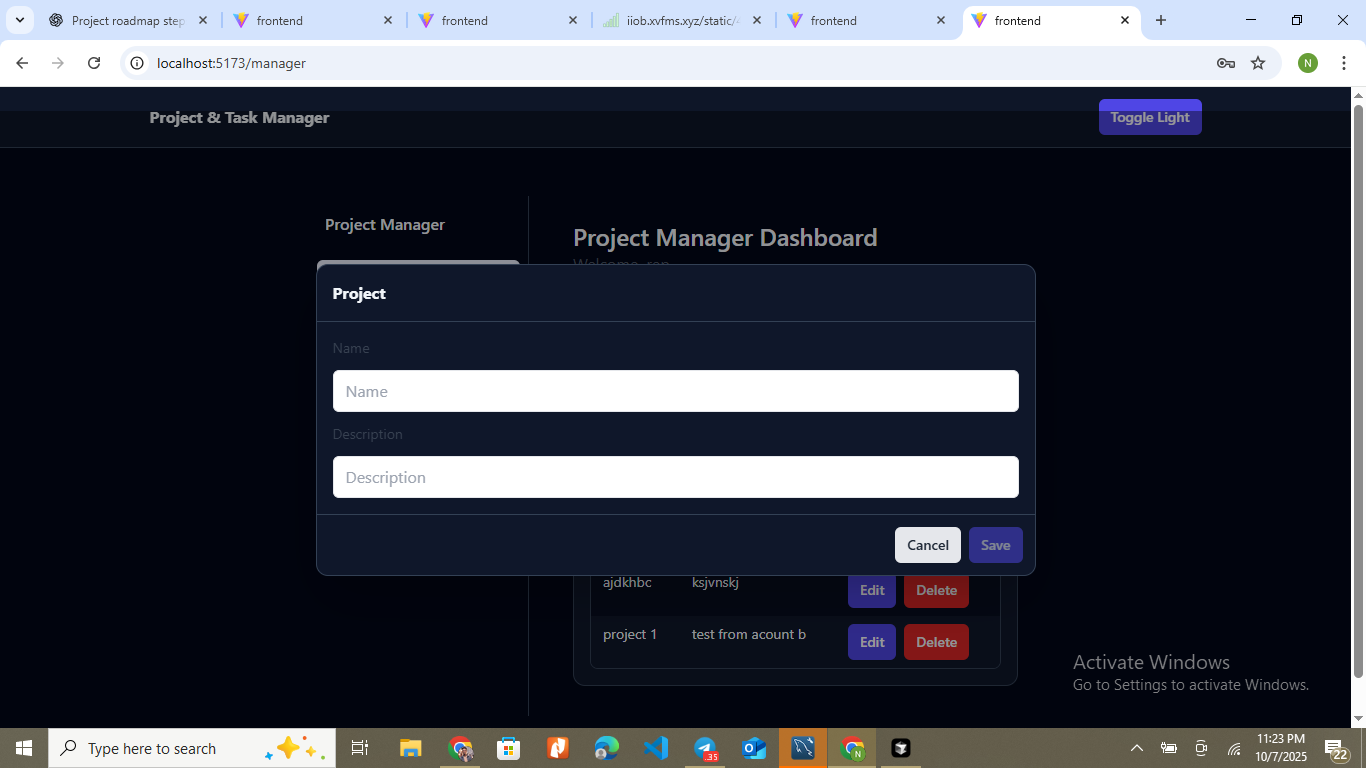 Project roadmap step
frontend
frontend
iiob.xvfms.xyz/static/
frontend
frontend
localhost:5173/manager
N
Project & Task Manager
Toggle Light
Project Manager
Project Manager Dashboard
Welcome, ran
Project
Name
Name
Description
Description
Cancel
Save
ajdkhbc
ksjvnskj
Edit
Delete
project 1
test from acount b
Edit
Delete
Activate Windows
Go to Settings to activate Windows.
Type here to search
.35
N
11:23 PM
10/7/2025
22